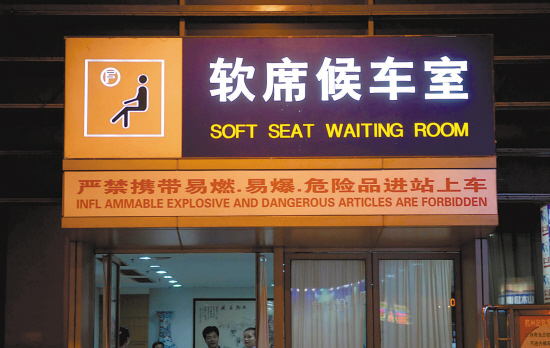 软席候车室
SOFT SEAT WAITING ROOM
严禁携带易燃.易爆.危险品进站上车
INFL AMMABLE EXPLOSIVE AND DANGEROUS ARTICLES ARE FORBIDDEN